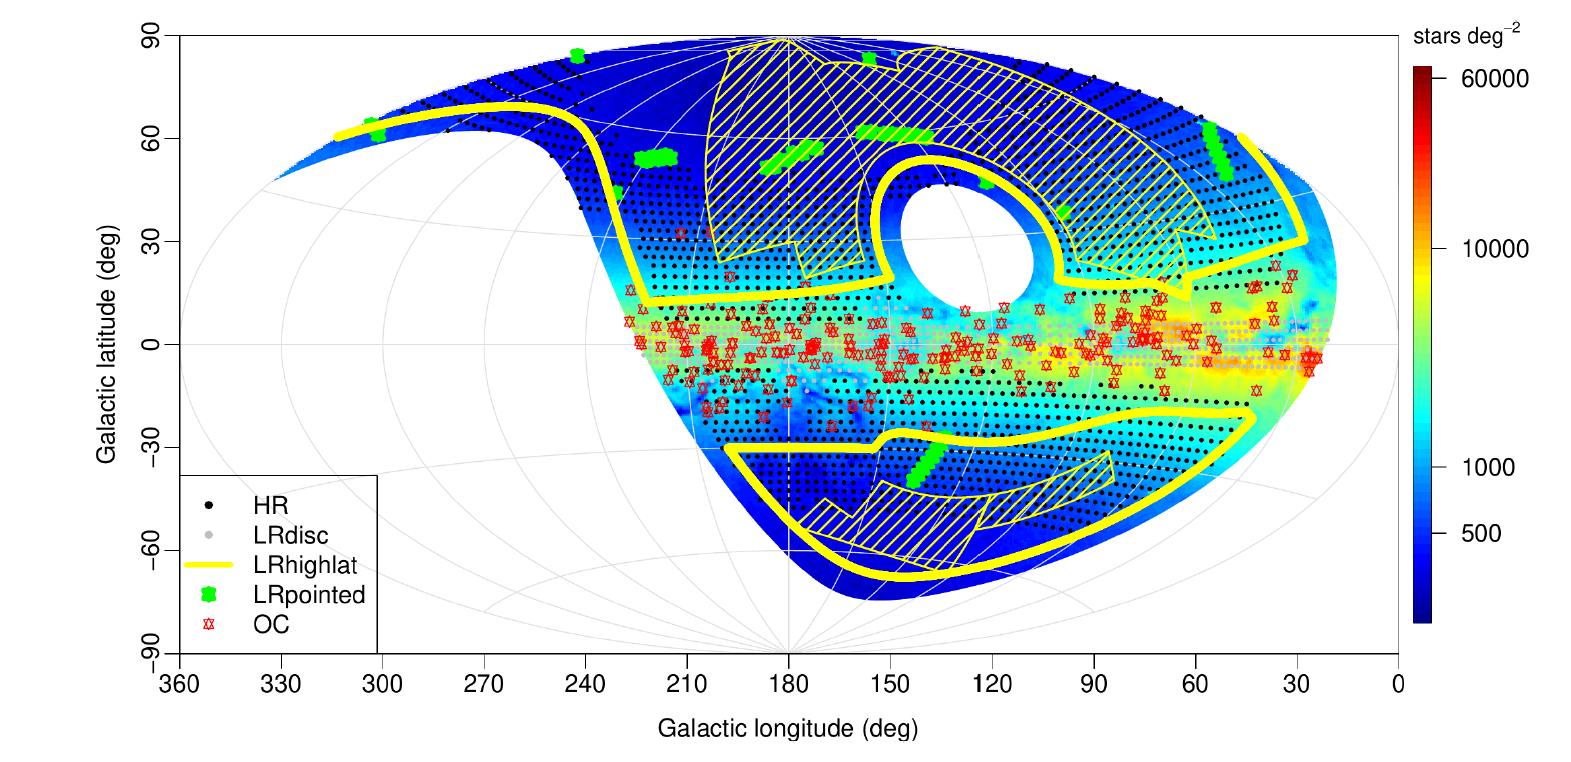 stars deg⁻²
90
60
30
0
−30
−60
−90
Galactic latitude (deg)
60000
10000
1000
500
HR
LRdisc
LRhighlat
LRpointed
OC
360 330 300 270 240 210 180 150 120 90 60 30 0
Galactic longitude (deg)